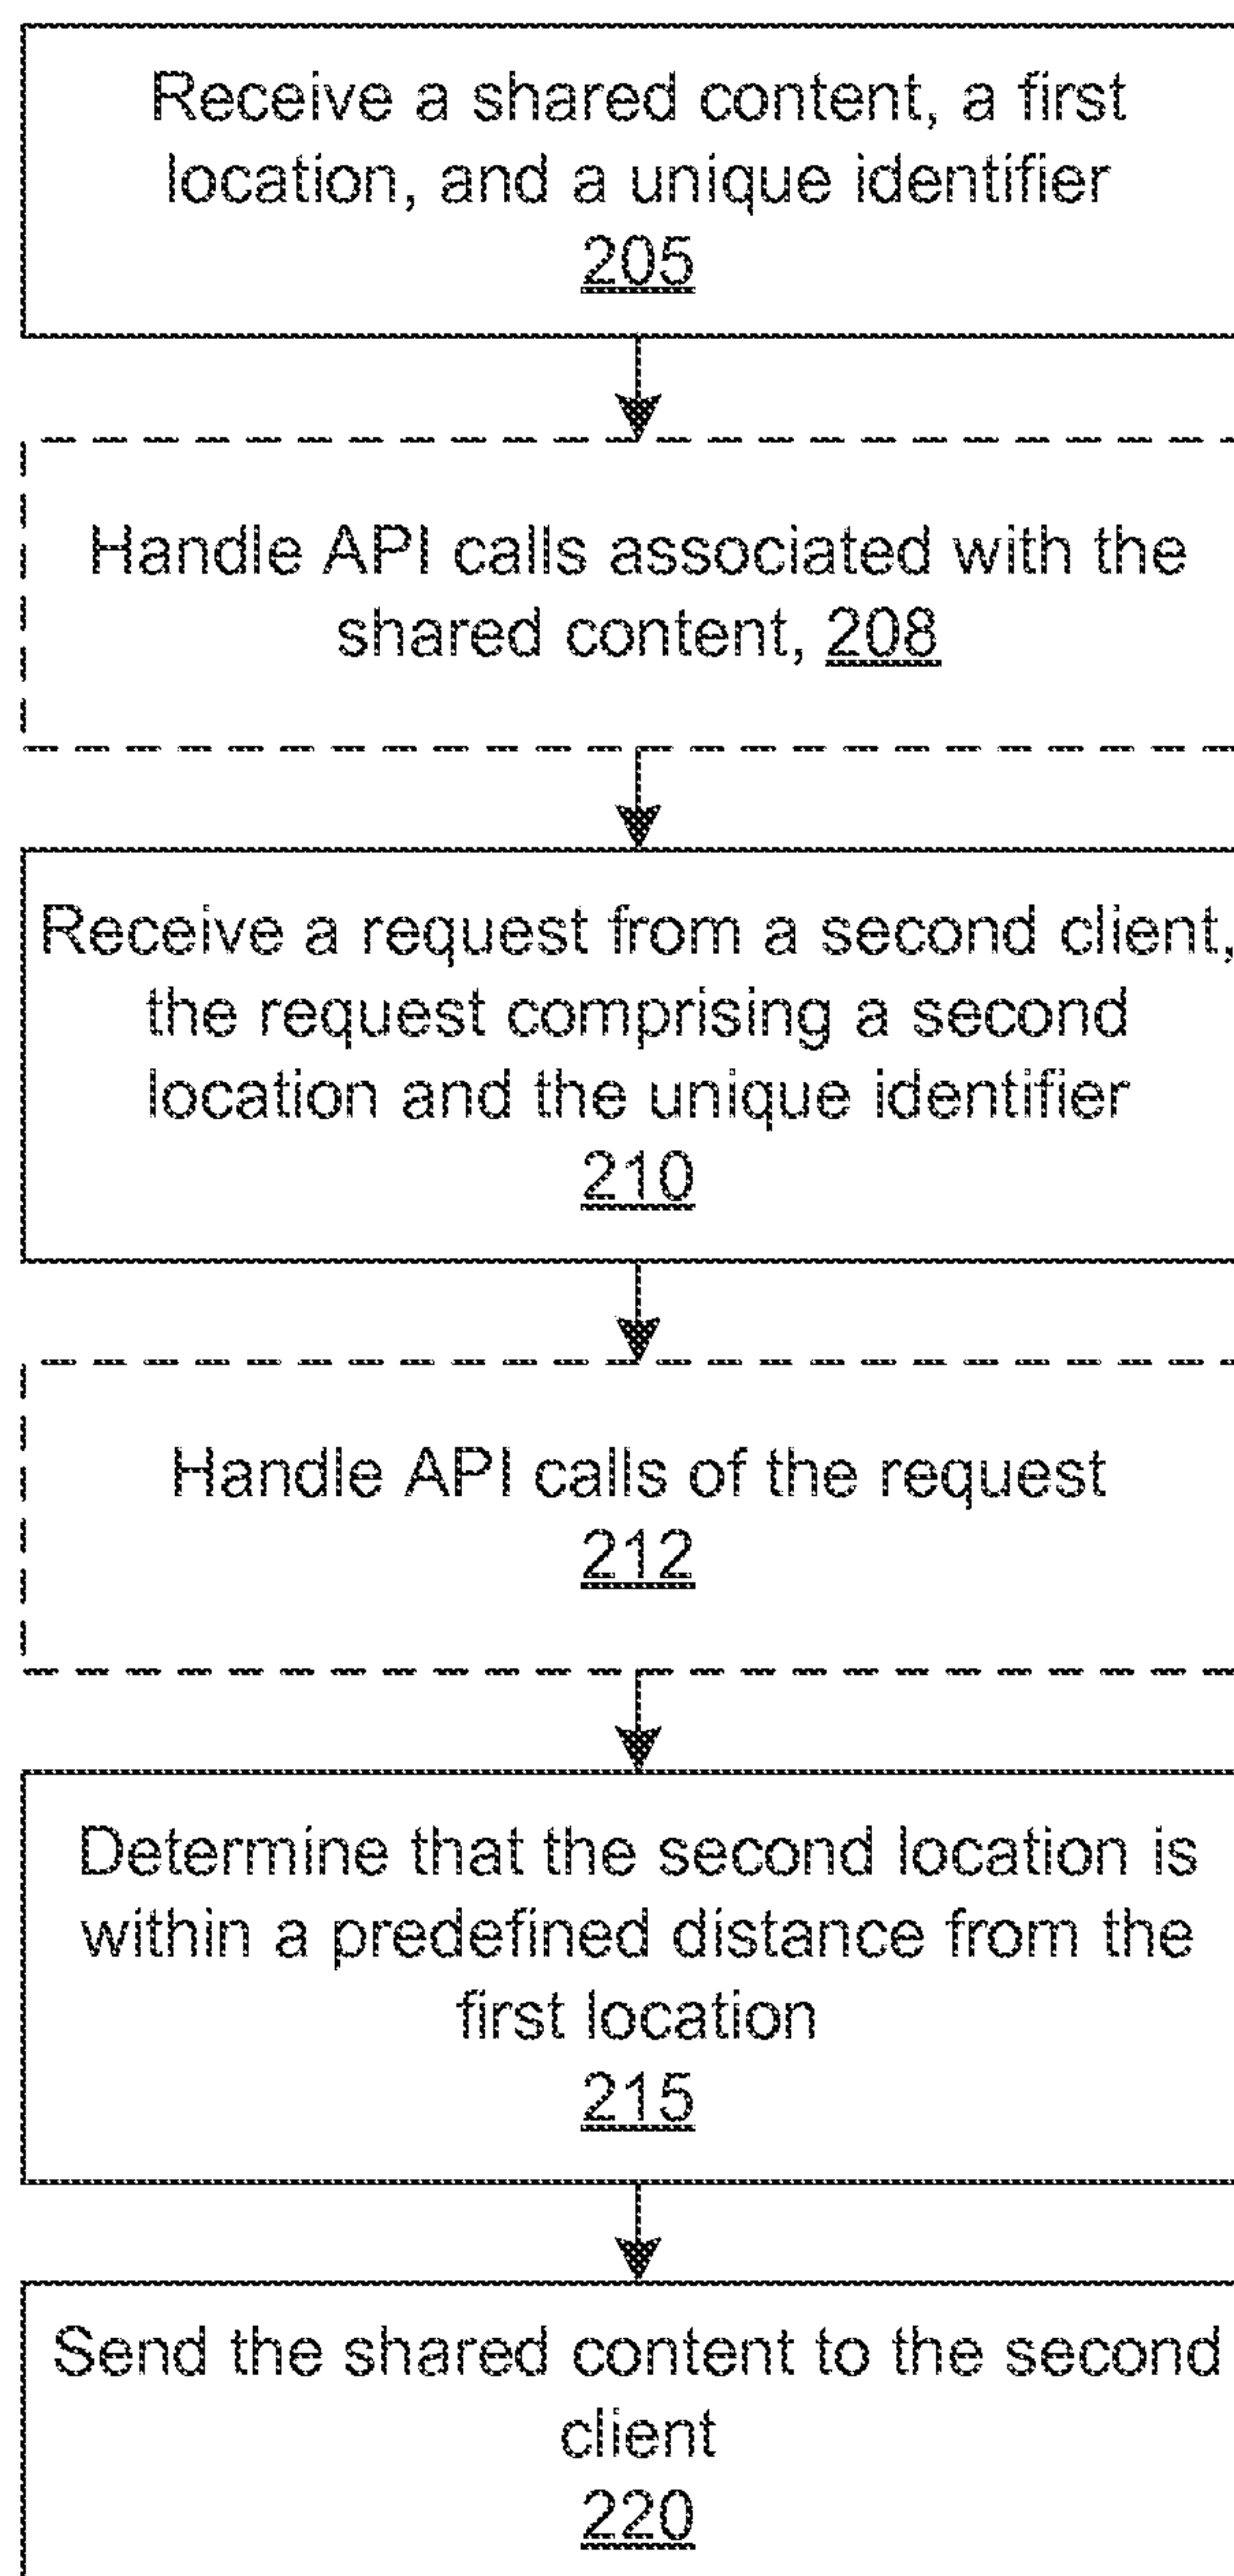 Receive a shared content, a first
location, and a unique identifier
205
Handle API calls associated with the
shared content, 208
Receive a request from a second client,
the request comprising a second
location and the unique identifier
210
Handle API calls of the request
212
Determine that the second location is
within a predefined distance from the
first location
215
Send the shared content to the second
client
220